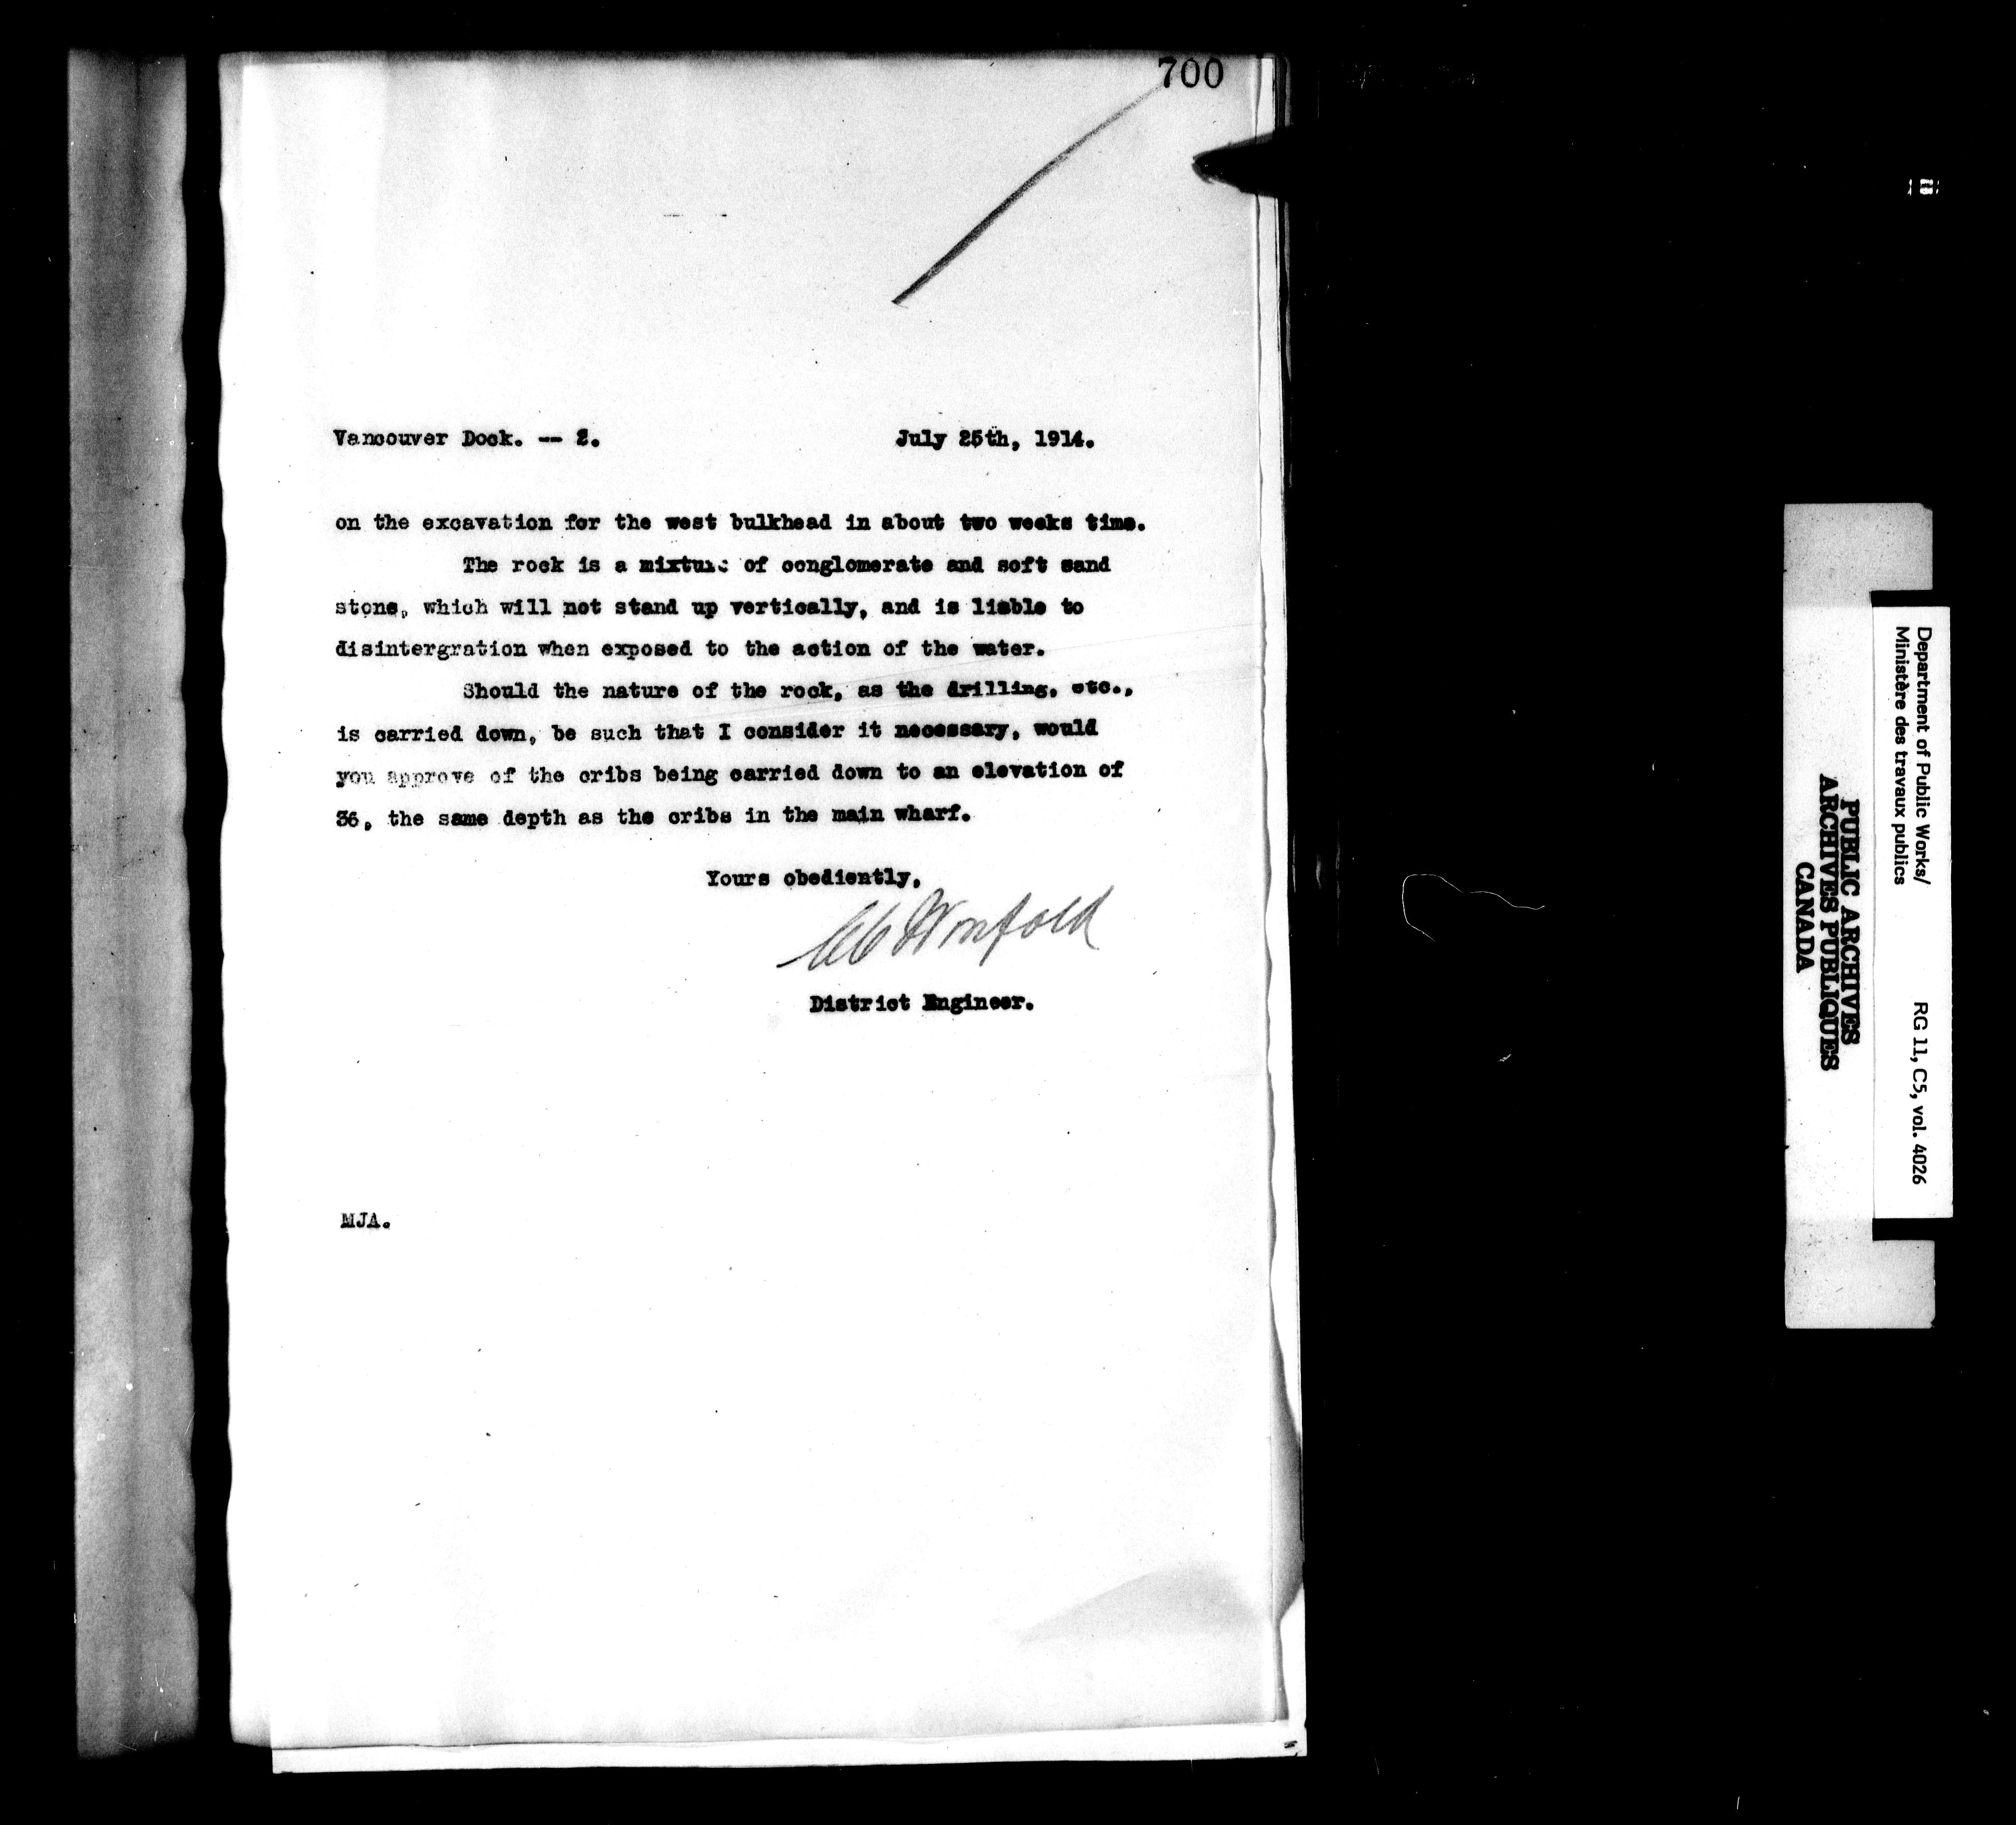 700
Vancouver Dock. -- 2. July 25th, 1914.
on the excavation for the west bulkhead in about two weeks time.
The rock is a mixture of conglomerate and soft sand
stone, which will not stand up vertically, and is liable to
disintergration when exposed to the action of the water.
Should the nature of the rock, as the drilling, etc.,
is carried down, be such that I consider it necessary, would
you approve of the cribs being carried down to an elevation of
36, the same depth as the cribs in the main wharf.
Yours obediently,
CC Worsfold
District Engineer.
MJA.
Department of Public Works/ RG 11, C5, vol. 4026
Ministère des travaux publics
PUBLIC ARCHIVES
ARCHIVES PUBLIQUES
CANADA